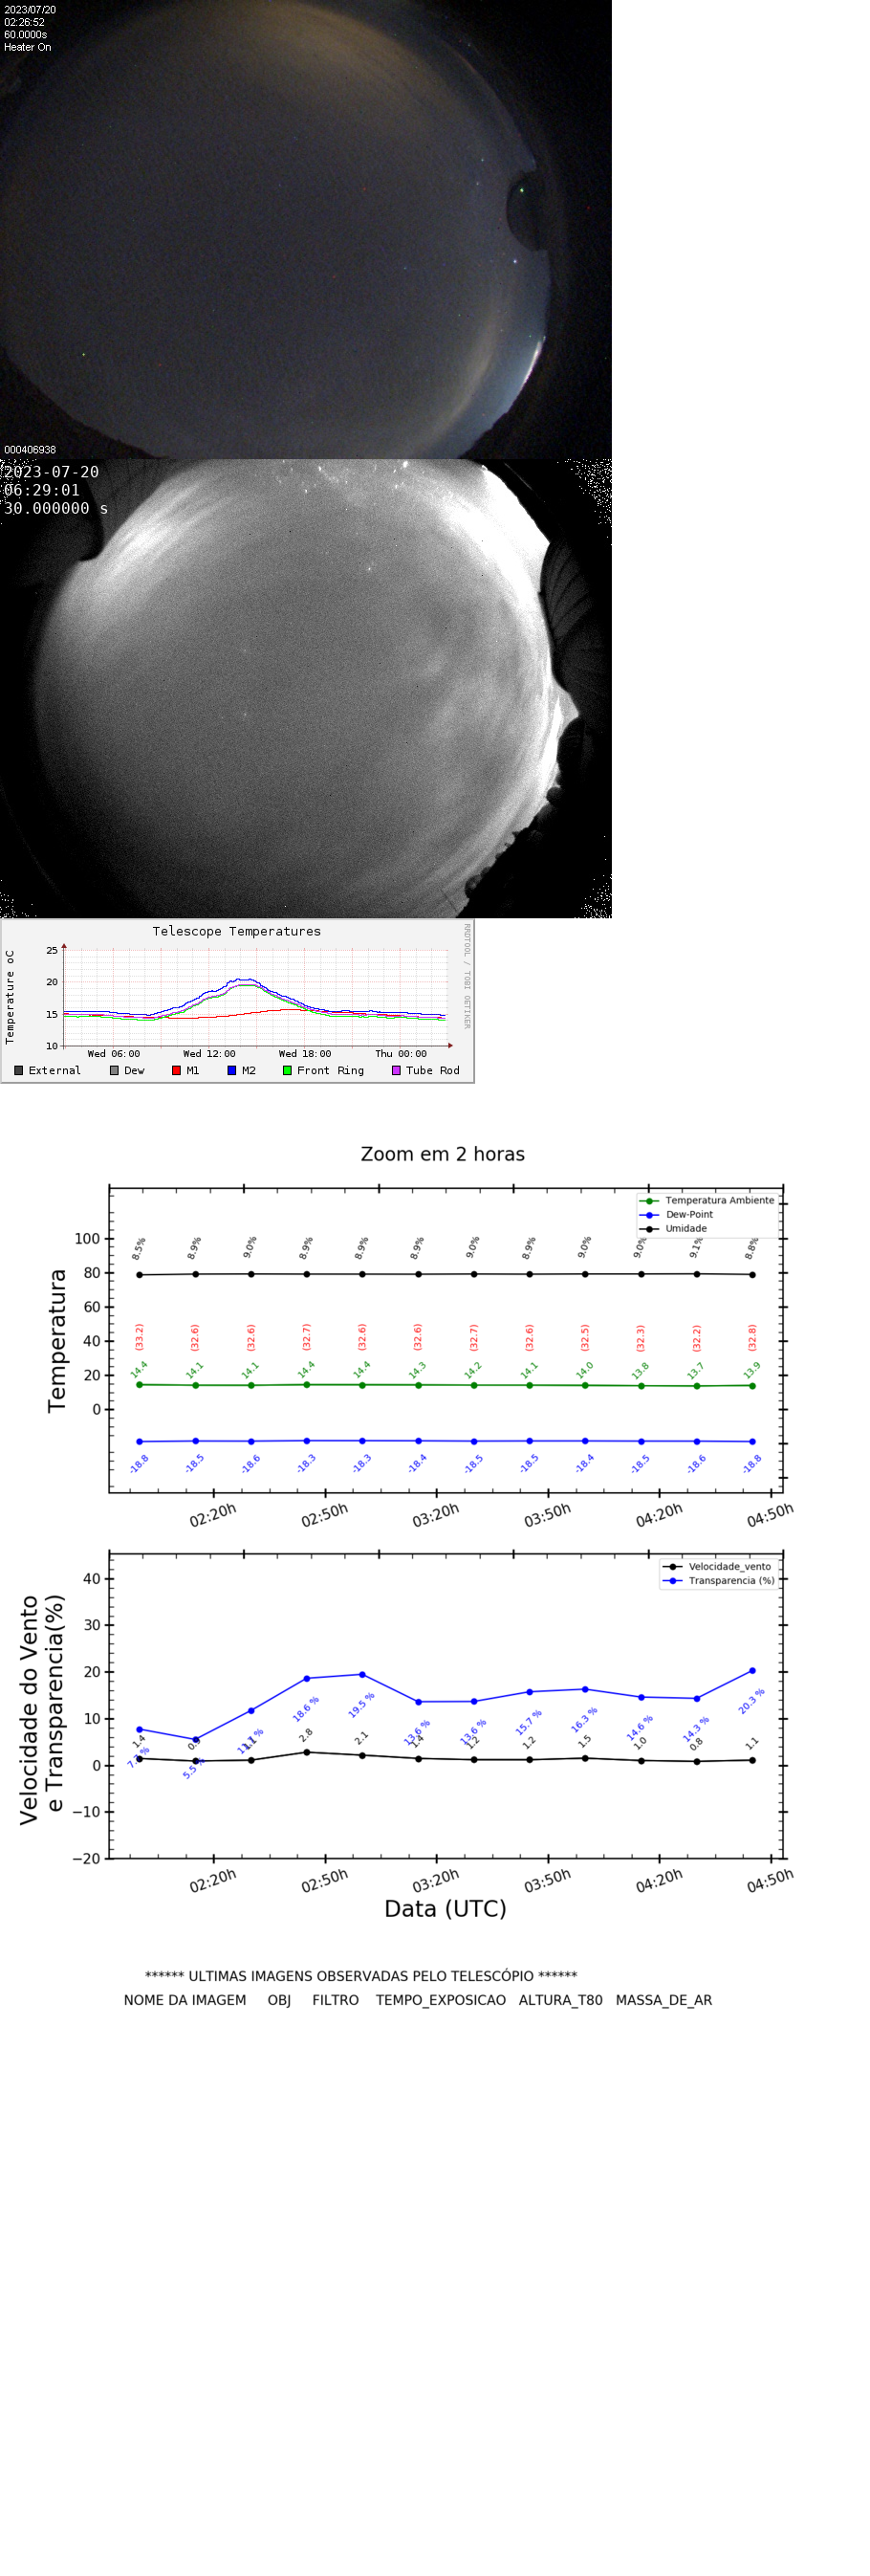 2023/07/20
02:26:52
60.0000s
Heater On
000406938
2023-07-20
06:29:01
30.000000 s
Telescope Temperatures
RRDTOOL / TOBI OETIKER
Temperature oC
25
20
15
10
Wed 06:00 Wed 12:00 Wed 18:00 Thu 00:00
External Dew M1 M2 Front Ring Tube Rod
Zoom em 2 horas
Temperatura Ambiente
Dew-Point
Umidade
Temperatura
100
80
60
40
20
0
8.5% 8.9% 9.0% 8.9% 8.9% 8.9% 9.0% 8.9% 9.0% 9.0% 9.1% 8.8%
(33.2) (32.6) (32.6) (32.7) (32.6) (32.6) (32.7) (32.6) (32.5) (32.3) (32.2) (32.8)
14.4 14.1 14.1 14.4 14.4 14.3 14.2 14.1 14.0 13.8 13.7 13.9
-18.8 -18.5 -18.6 -18.3 -18.3 -18.4 -18.5 -18.5 -18.4 -18.5 -18.6 -18.8
02:20h 02:50h 03:20h 03:50h 04:20h 04:50h
Velocidade_vento
Transparencia (%)
Velocidade do Vento
e Transparencia(%)
40
30
20
10
0
−10
−20
18.6 % 19.5 % 13.6 % 13.6 % 15.7 % 16.3 % 14.6 % 14.3 % 20.3 %
1.4 2.8 2.1 1.4 1.2 1.2 1.5 1.0 0.8 1.1
5.5 %
02:20h 02:50h 03:20h 03:50h 04:20h 04:50h
Data (UTC)
****** ULTIMAS IMAGENS OBSERVADAS PELO TELESCÓPIO ******
NOME DA IMAGEM OBJ FILTRO TEMPO_EXPOSICAO ALTURA_T80 MASSA_DE_AR